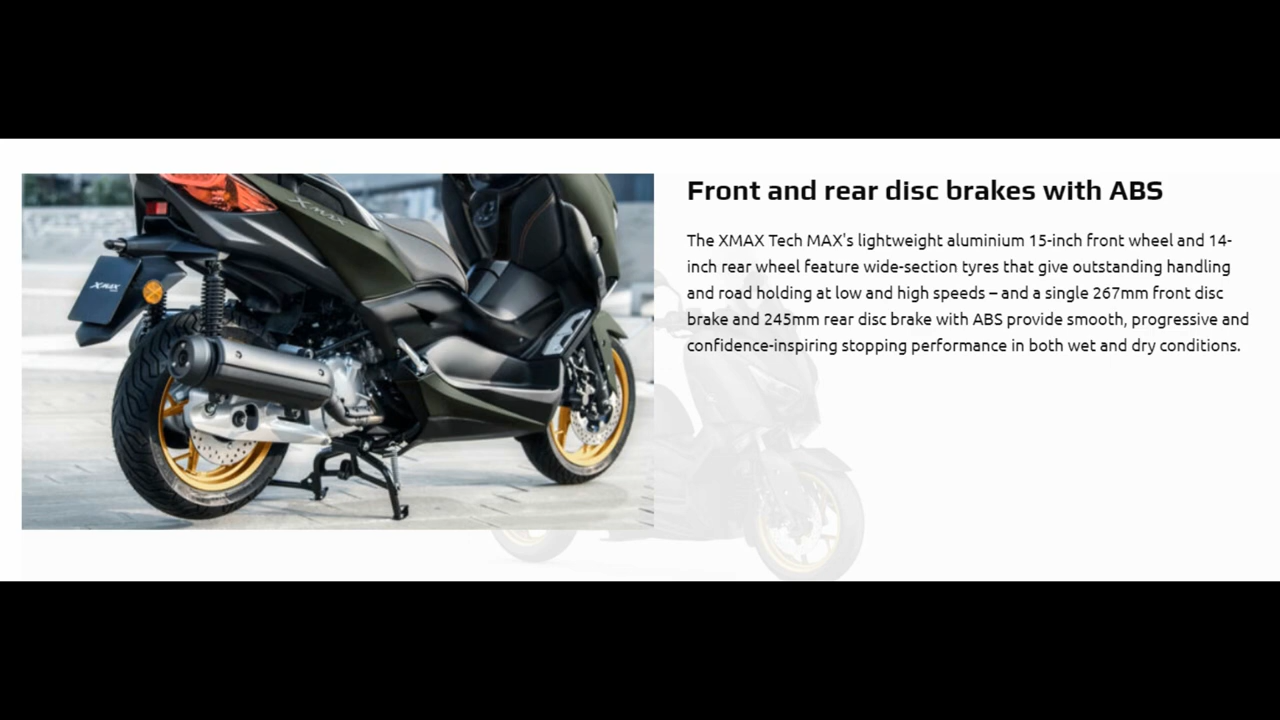 Front and rear disc brakes with ABS
The XMAX Tech MAX's lightweight aluminium 15-inch front wheel and 14-
inch rear wheel feature wide-section tyres that give outstanding handling
and road holding at low and high speeds – and a single 267mm front disc
brake and 245mm rear disc brake with ABS provide smooth, progressive and
confidence-inspiring stopping performance in both wet and dry conditions.
XMAX
XMAX